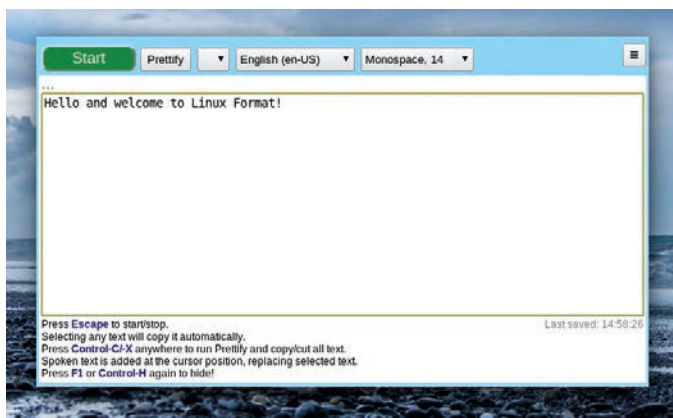 Start Prettify English (en-US) Monospace, 14
...
Hello and welcome to Linux Format!
Press Escape to start/stop.
Last saved: 14:58:26
Selecting any text will copy it automatically.
Press Control-C/-X anywhere to run Prettify and copy/cut all text.
Spoken text is added at the cursor position, replacing selected text.
Press F1 or Control-H again to hide!